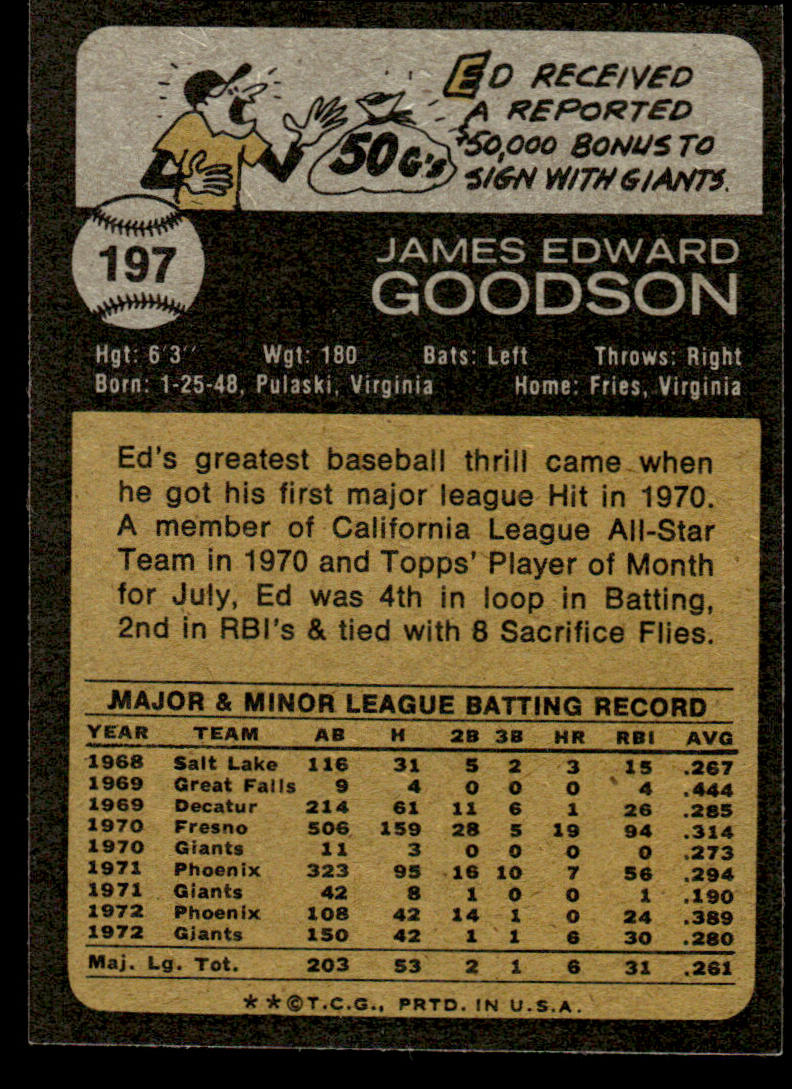 ED RECEIVED
A REPORTED
$50,000 BONUS TO
SIGN WITH GIANTS.
50 G's
197
JAMES EDWARD
GOODSON
Hgt: 6'3" Wgt: 180 Bats: Left Throws: Right
Born: 1-25-48, Pulaski, Virginia Home: Fries, Virginia
Ed's greatest baseball thrill came when
he got his first major league Hit in 1970.
A member of California League All-Star
Team in 1970 and Topps' Player of Month
for July, Ed was 4th in loop in Batting,
2nd in RBI's & tied with 8 Sacrifice Flies.
MAJOR & MINOR LEAGUE BATTING RECORD
YEAR TEAM AB H 2B 3B HR RBI AVG
1968 Salt Lake 116 31 5 2 3 15 .267
1969 Great Falls 9 4 0 0 0 4 .444
1969 Decatur 214 61 11 6 1 26 .285
1970 Fresno 506 159 28 5 19 94 .314
1970 Giants 11 3 0 0 0 0 .273
1971 Phoenix 323 95 16 10 7 56 .294
1971 Giants 42 8 1 0 0 1 .190
1972 Phoenix 108 42 14 1 0 24 .389
1972 Giants 150 42 1 1 6 30 .280
Maj. Lg. Tot. 203 53 2 1 6 31 .261
**©T.C.G., PRTD. IN U.S.A.